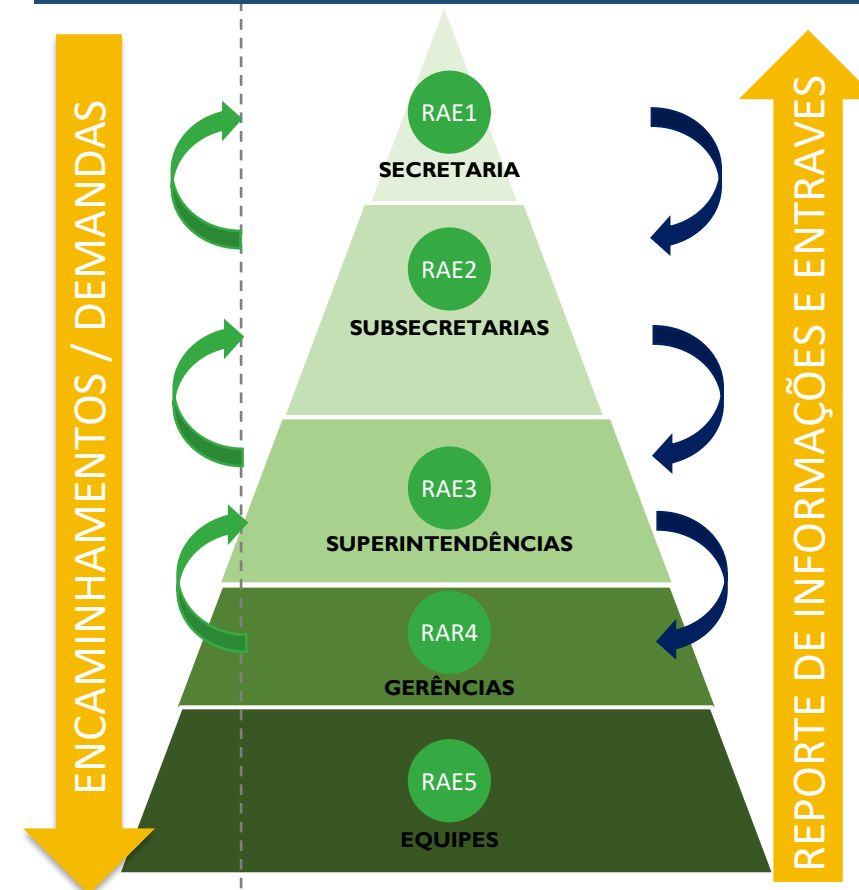 ENCAMINHAMENTOS / DEMANDAS
RAE1
SECRETARIA
RAE2
SUBSECRETARIAS
RAE3
SUPERINTENDÊNCIAS
RAR4
GERÊNCIAS
RAE5
EQUIPES
REPORTE DE INFORMAÇÕES E ENTRAVES